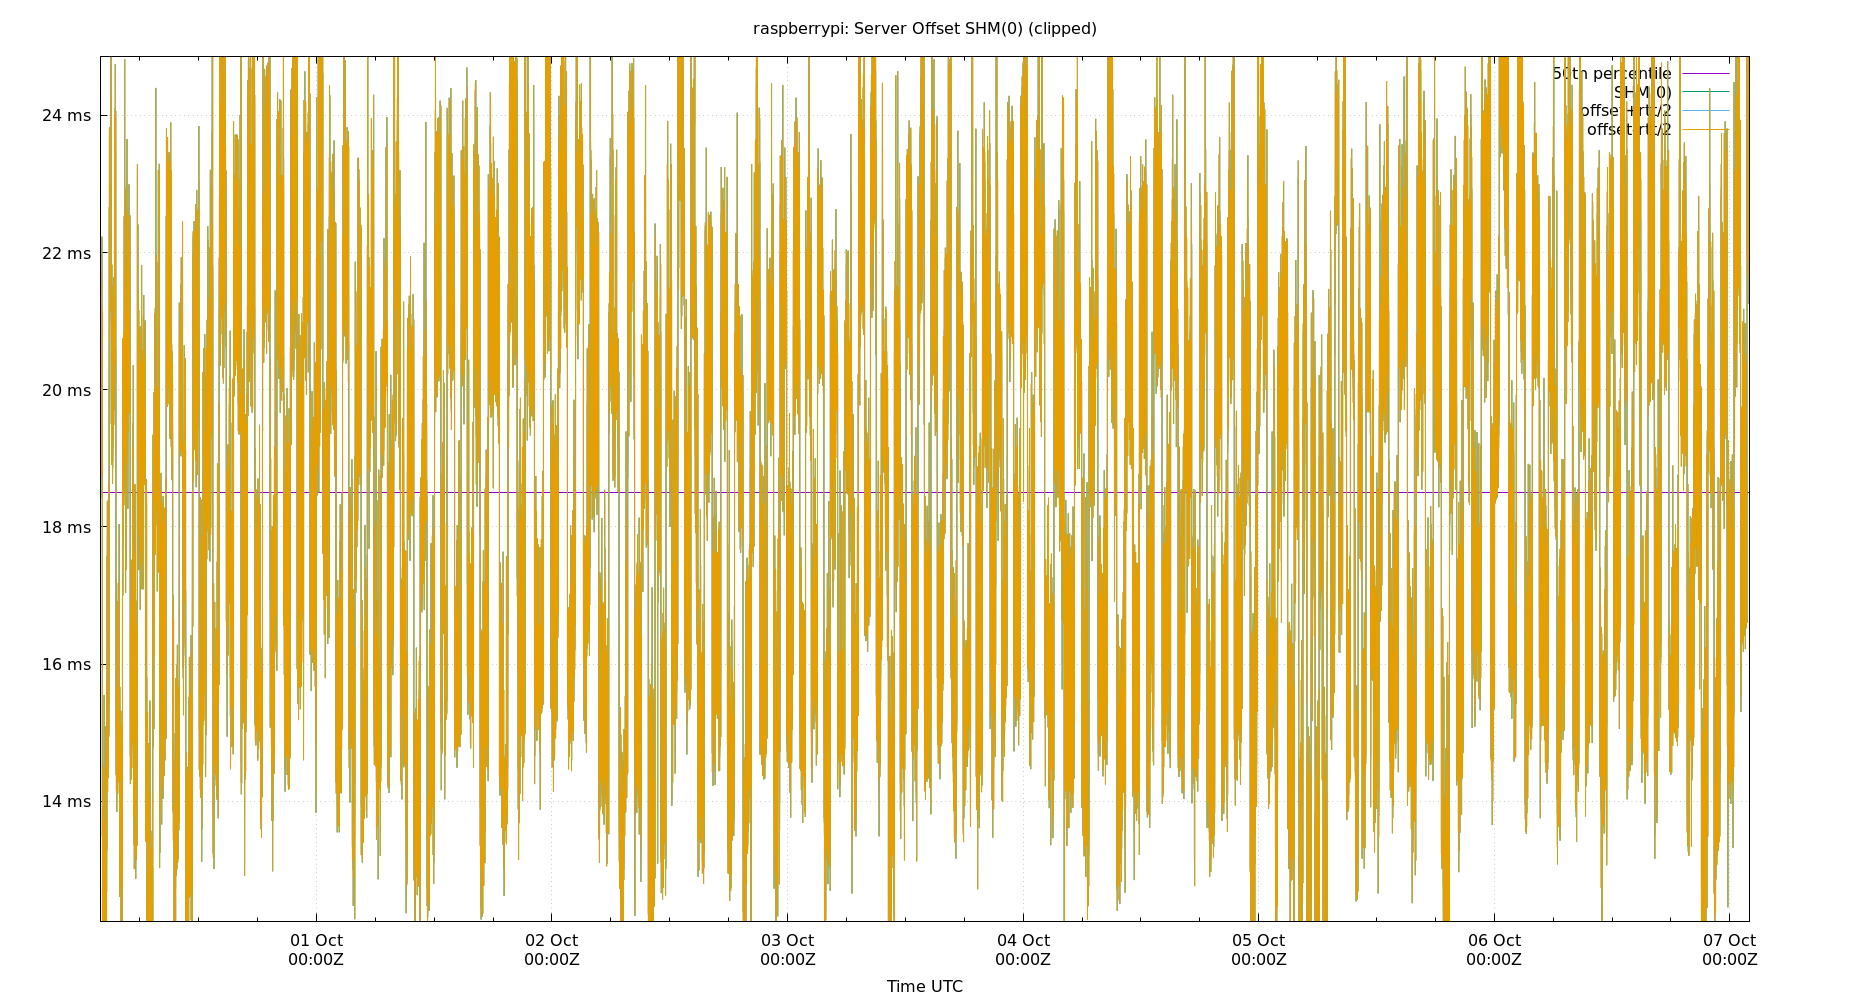 raspberrypi: Server Offset SHM(0) (clipped)
50th percentile
SHM(0)
offset+rtt/2
offset-rtt/2
24 ms
22 ms
20 ms
18 ms
16 ms
14 ms
01 Oct
00:00Z
02 Oct
00:00Z
03 Oct
00:00Z
04 Oct
00:00Z
05 Oct
00:00Z
06 Oct
00:00Z
07 Oct
00:00Z
Time UTC